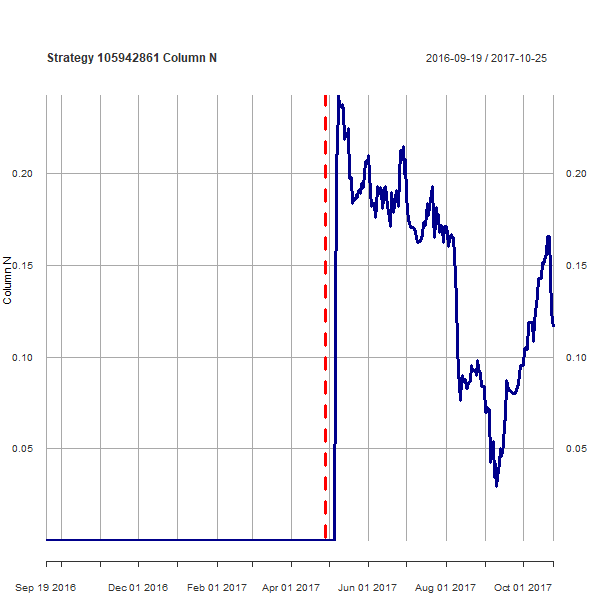 Strategy 105942861 Column N
2016-09-19 / 2017-10-25
0.20
0.20
0.15
0.15
Column N
0.10
0.10
0.05
0.05
Sep 19 2016
Dec 01 2016
Feb 01 2017
Apr 01 2017
Jun 01 2017
Aug 01 2017
Oct 01 2017